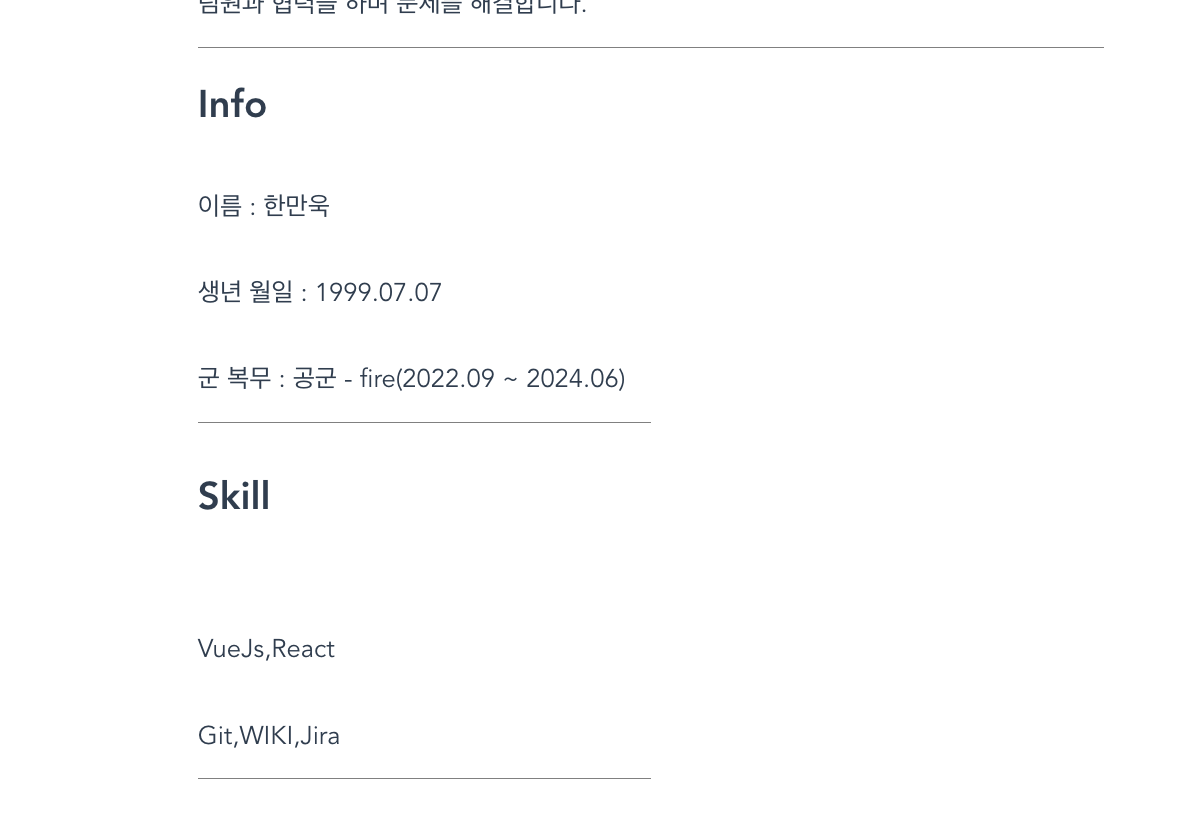 팀원과 협력을 하며 문제를 해결합니다.
Info
이름 : 한만욱
생년 월일 : 1999.07.07
군 복무 : 공군 - fire(2022.09 ~ 2024.06)
Skill
VueJs,React
Git,WIKI,Jira